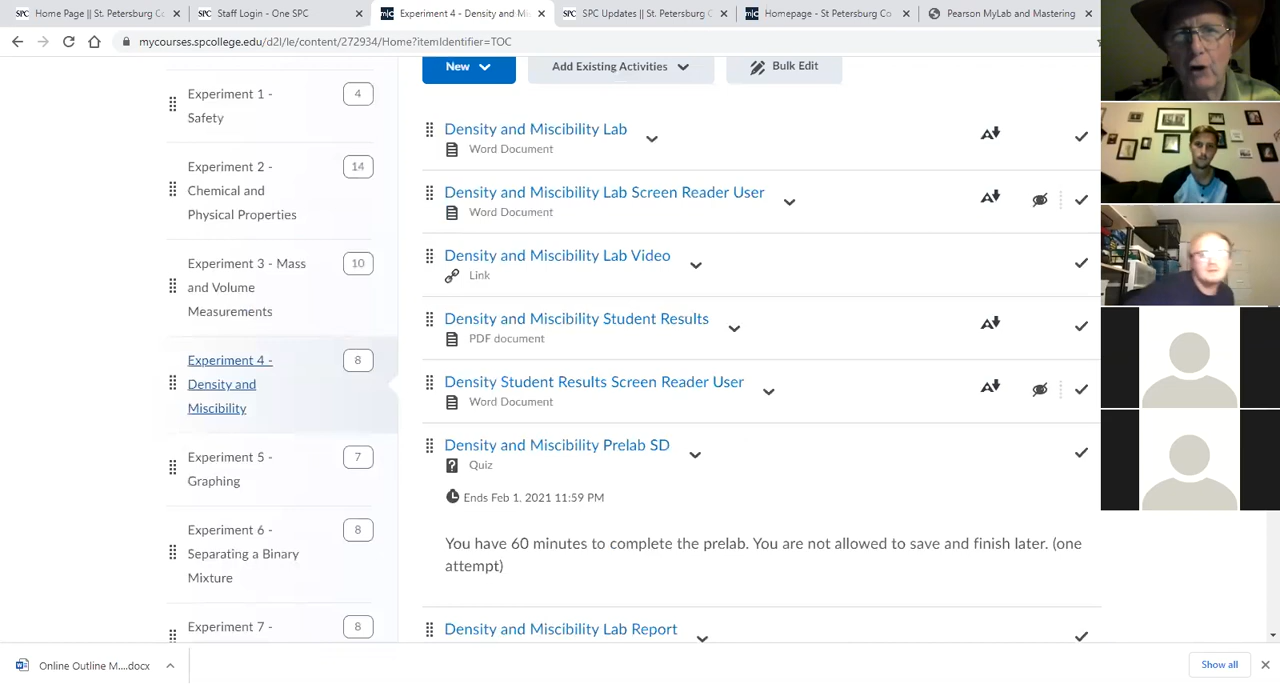 SPC Home Page || St. Petersburg Co
SPC Staff Login - One SPC
m|c Experiment 4 - Density and Mis
SPC SPC Updates || St. Petersburg C
m|c Homepage - St Petersburg Co
Pearson MyLab and Mastering
mycourses.spcollege.edu/d2l/le/content/272934/Home?itemIdentifier=TOC
New
Add Existing Activities
Bulk Edit
Experiment 1 -
Safety
4
Experiment 2 -
Chemical and
Physical Properties
14
Experiment 3 - Mass
and Volume
Measurements
10
Experiment 4 -
Density and
Miscibility
8
Experiment 5 -
Graphing
7
Experiment 6 -
Separating a Binary
Mixture
8
Experiment 7 -
8
Density and Miscibility Lab
Word Document
Density and Miscibility Lab Screen Reader User
Word Document
Density and Miscibility Lab Video
Link
Density and Miscibility Student Results
PDF document
Density Student Results Screen Reader User
Word Document
Density and Miscibility Prelab SD
Quiz
Ends Feb 1, 2021 11:59 PM
You have 60 minutes to complete the prelab. You are not allowed to save and finish later. (one
attempt)
Density and Miscibility Lab Report
Online Outline M....docx
Show all